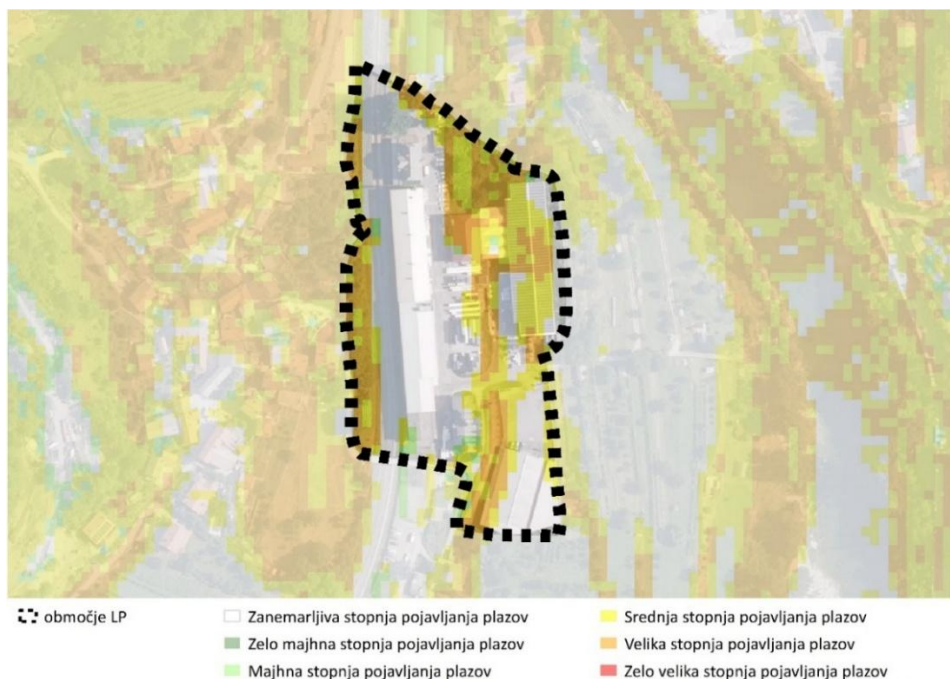 območje LP
Zanemarljiva stopnja pojavljanja plazov
Zelo majhna stopnja pojavljanja plazov
Majhna stopnja pojavljanja plazov
Srednja stopnja pojavljanja plazov
Velika stopnja pojavljanja plazov
Zelo velika stopnja pojavljanja plazov